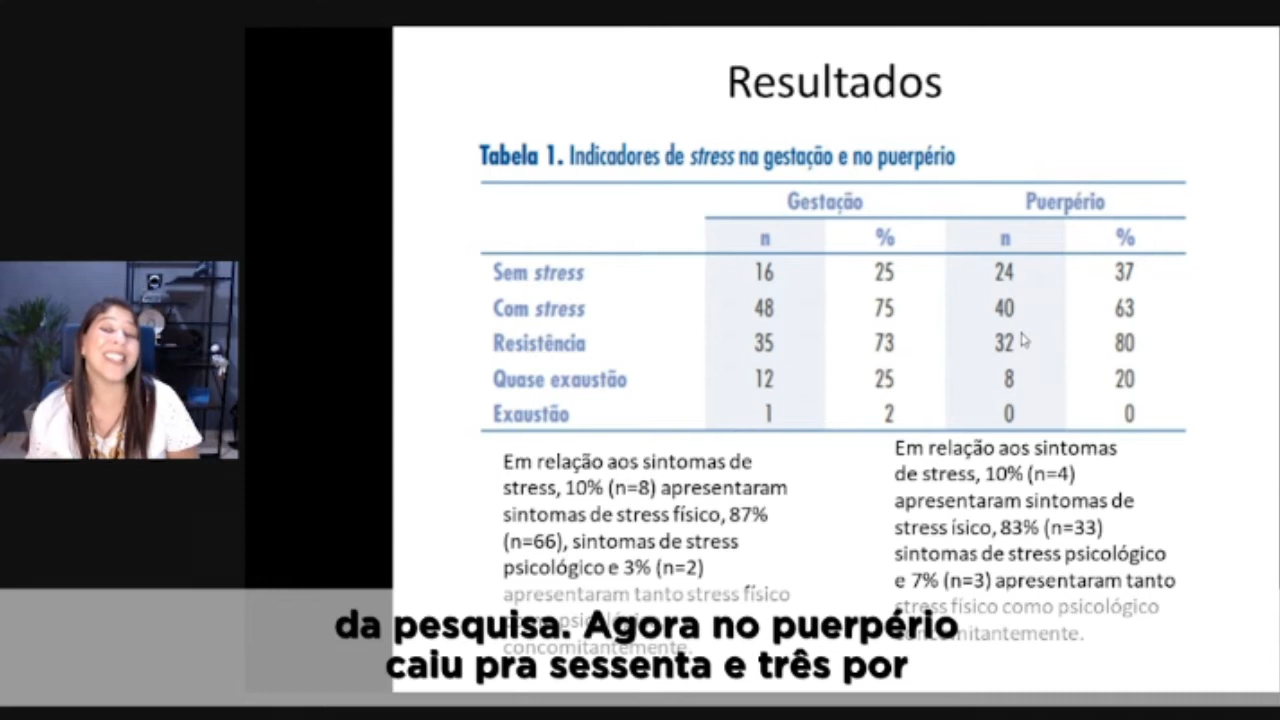 Resultados
Tabela 1. Indicadores de stress na gestação e no puerpério
Gestação Puerpério
n % n %
Sem stress 16 25 24 37
Com stress 48 75 40 63
Resistência 35 73 32 80
Quase exaustão 12 25 8 20
Exaustão 1 2 0 0
Em relação aos sintomas de
stress, 10% (n=8) apresentaram
sintomas de stress físico, 87%
(n=66), sintomas de stress
psicológico e 3% (n=2)
apresentaram tanto stress físico
concomitantemente.
Em relação aos sintomas
de stress, 10% (n=4)
apresentaram sintomas de
stress ísico, 83% (n=33)
sintomas de stress psicológico
e 7% (n=3) apresentaram tanto
stress físico como psicológico
concomitantemente.
da pesquisa. Agora no puerpério
caiu pra sessenta e três por